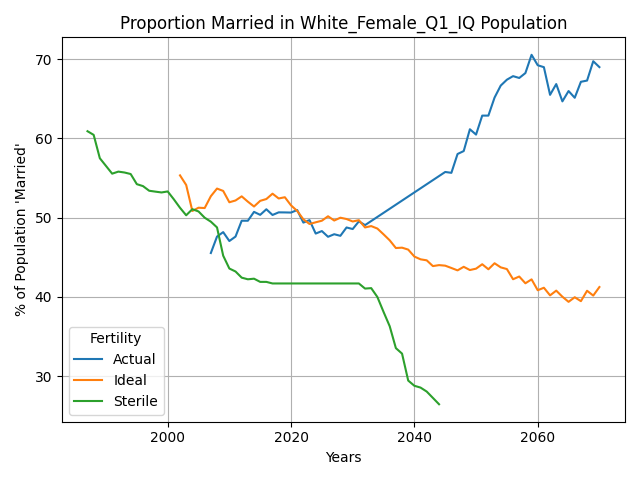 Proportion Married in White_Female_Q1_IQ Population
% of Population 'Married'
70
60
50
40
30
Fertility
Actual
Ideal
Sterile
2000
2020
2040
2060
Years